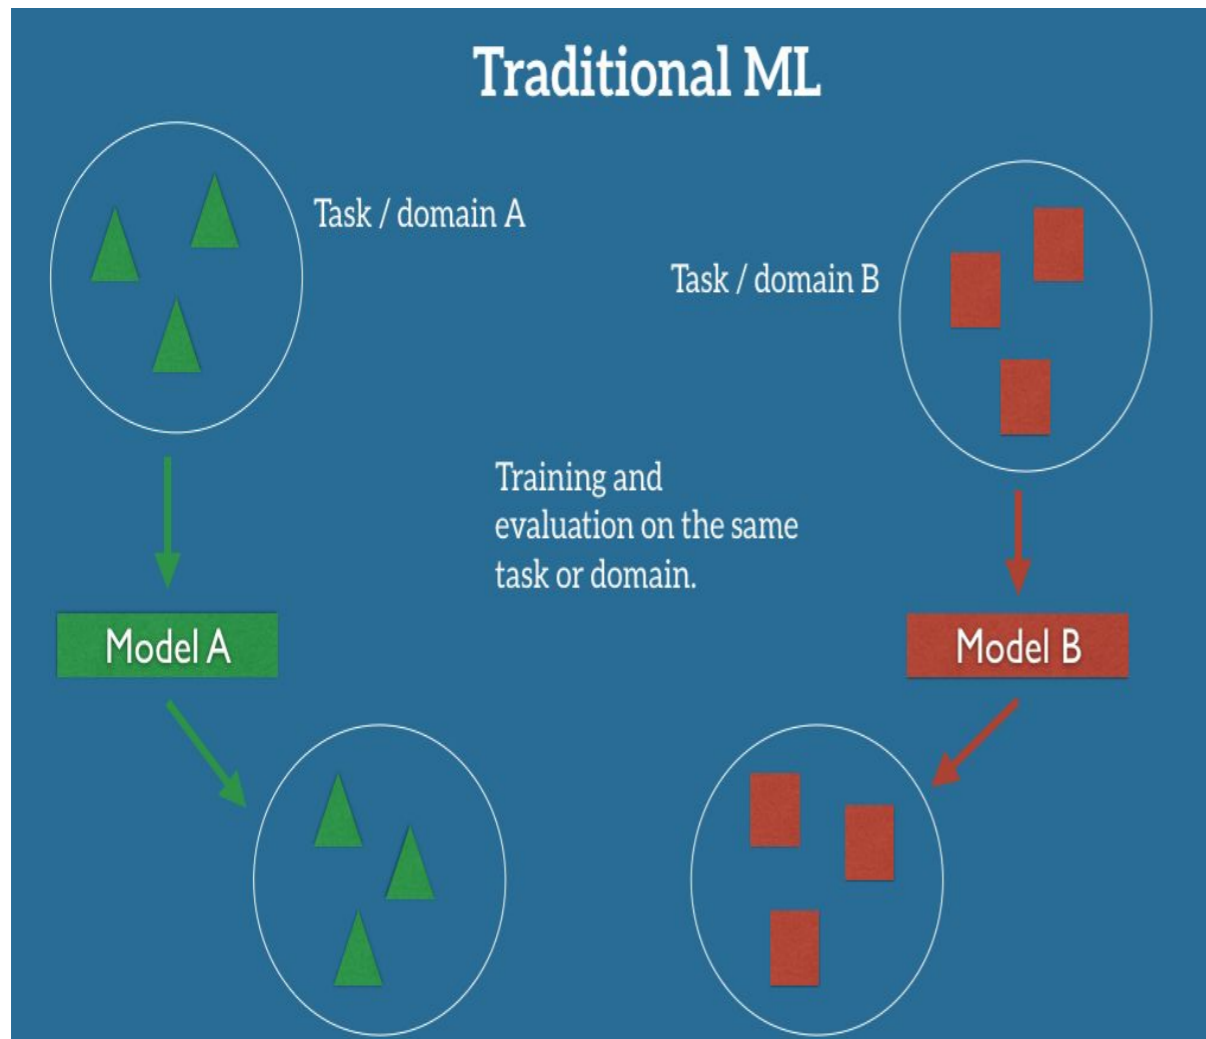 Traditional ML
Task / domain A
Task / domain B
Training and
evaluation on the same
task or domain.
Model A
Model B